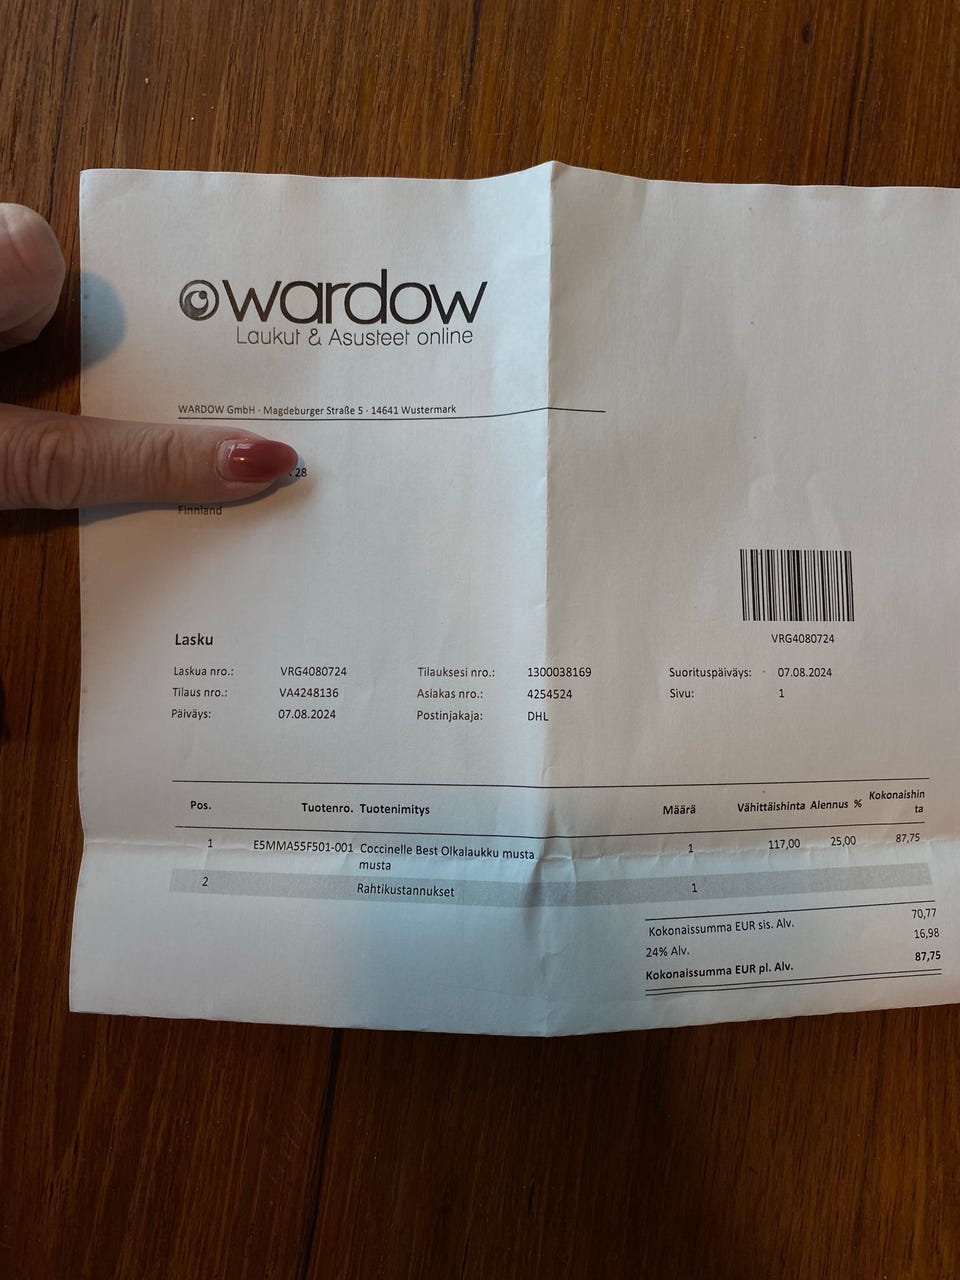 wardow
Laukut & Asusteet online
WARDOW GmbH · Magdeburger Straße 5 · 14641 Wustermark
28
Finnland
VRG4080724
Lasku
Laskua nro.: VRG4080724 Tilauksesi nro.: 1300038169 Suorituspäiväys: 07.08.2024
Tilaus nro.: VA4248136 Asiakas nro.: 4254524 Sivu: 1
Päiväys: 07.08.2024 Postinjakaja: DHL
Pos. Tuotenro. Tuotenimitys Määrä Vähittäishinta Alennus % Kokonaishin
ta
1 E5MMA55F501-001 Coccinelle Best Olkalaukku musta 1 117,00 25,00 87,75
musta
2 Rahtikustannukset 1
Kokonaissumma EUR sis. Alv. 70,77
24% Alv. 16,98
Kokonaissumma EUR pl. Alv. 87,75